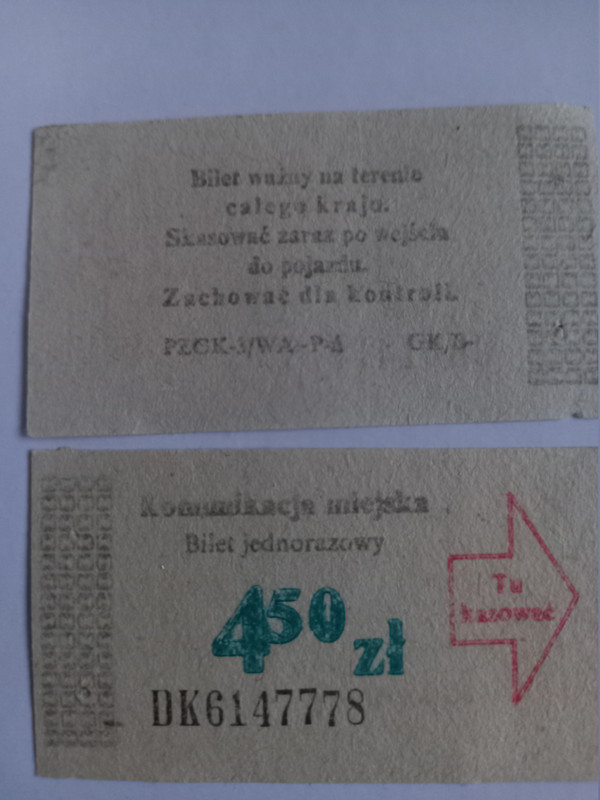 Bilet ważny na terenie
całego kraju.
Skasować zaraz po wejściu
do pojazdu.
Zachować dla kontroli.
Komunikacja miejska
Bilet jednorazowy
Tu
kasować
450 zł
DK6147778